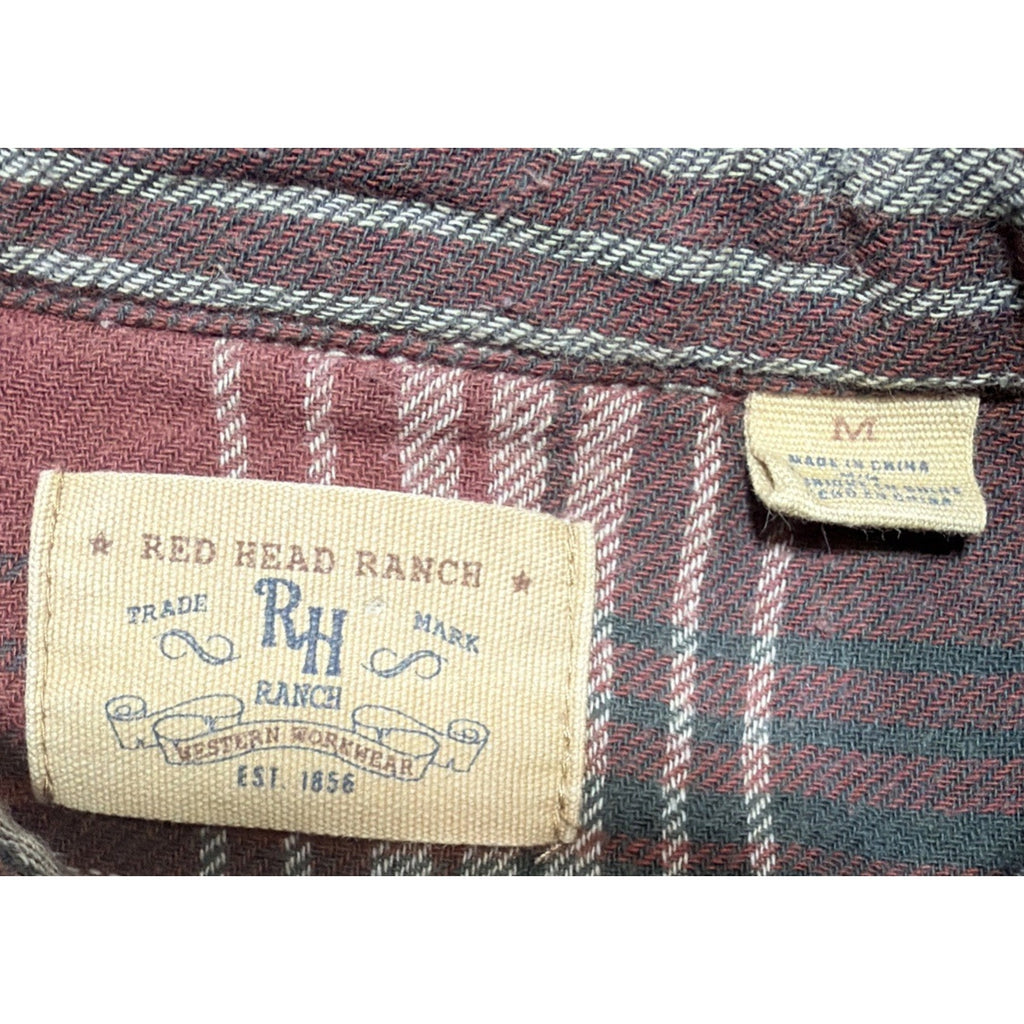 ★ RED HEAD RANCH ★
TRADE MARK
RH
RANCH
WESTERN WORKWEAR
EST. 1856
M
MADE IN CHINA